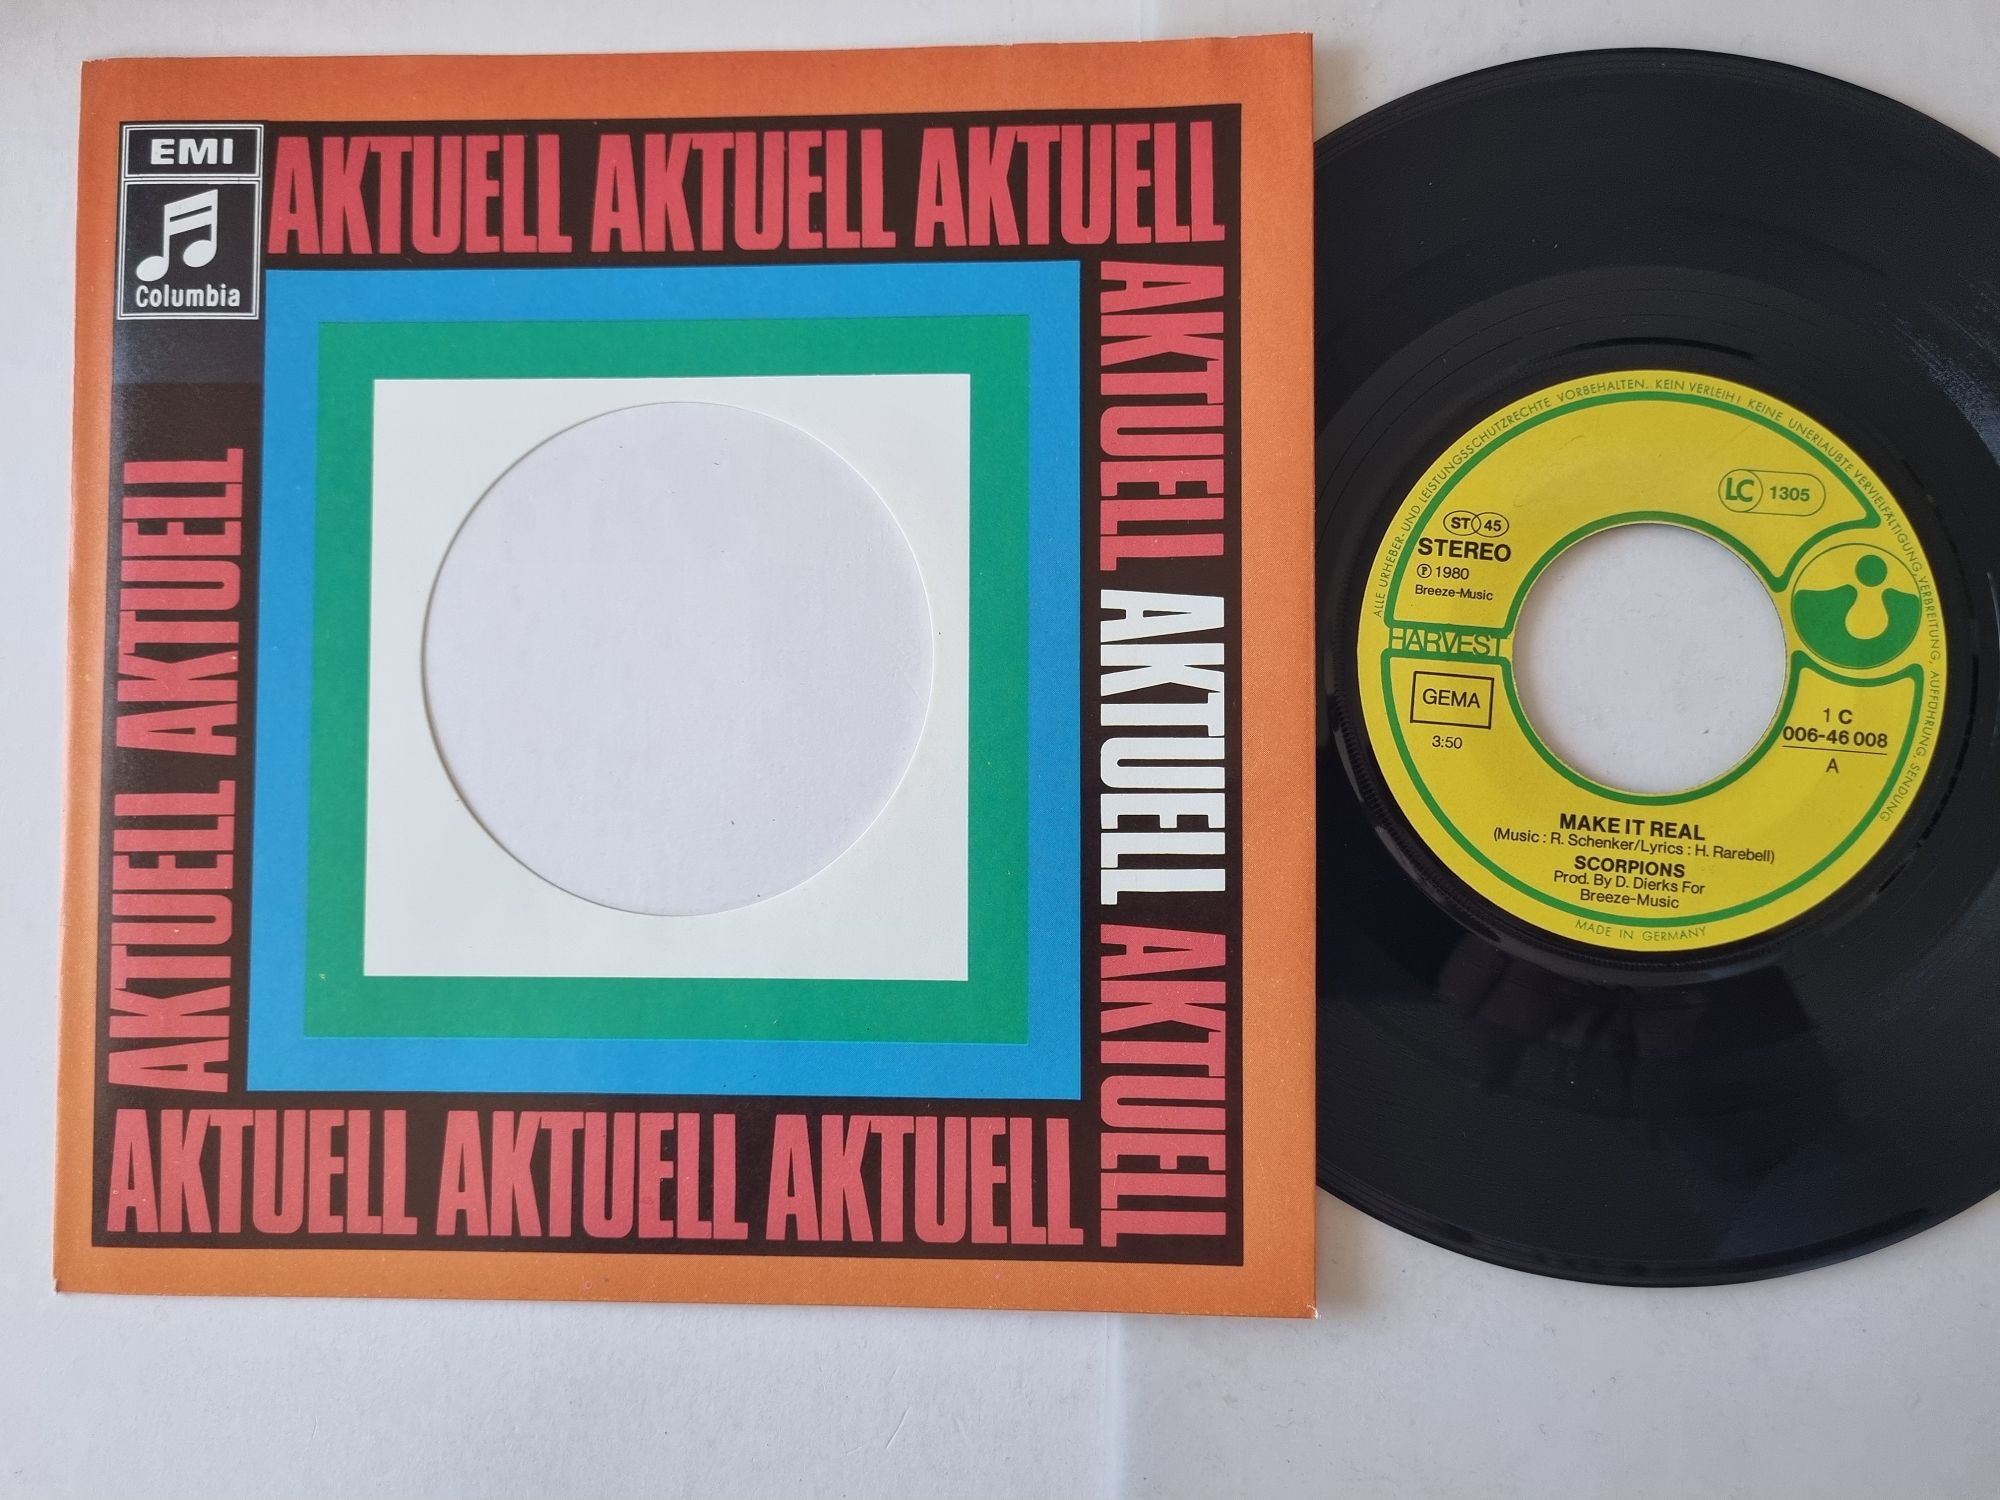 EMI
Columbia
AKTUELL AKTUELL AKTUELL
AKTUELL AKTUELL AKTUELL
AKTUELL AKTUELL AKTUELL
AKTUELL AKTUELL
ALLE URHEBER- UND LEISTUNGSSCHUTZRECHTE VORBEHALTEN. KEIN VERLEIH! KEINE UNERLAUBTE VERVIELFÄLTIGUNG, VERBREITUNG, AUFFÜHRUNG, SENDUNG
LC 1305
ST 45
STEREO
℗ 1980
Breeze-Music
HARVEST
GEMA
3:50
1 C
006-46 008
A
MAKE IT REAL
(Music : R. Schenker/Lyrics : H. Rarebell)
SCORPIONS
Prod. By D. Dierks For
Breeze-Music
MADE IN GERMANY